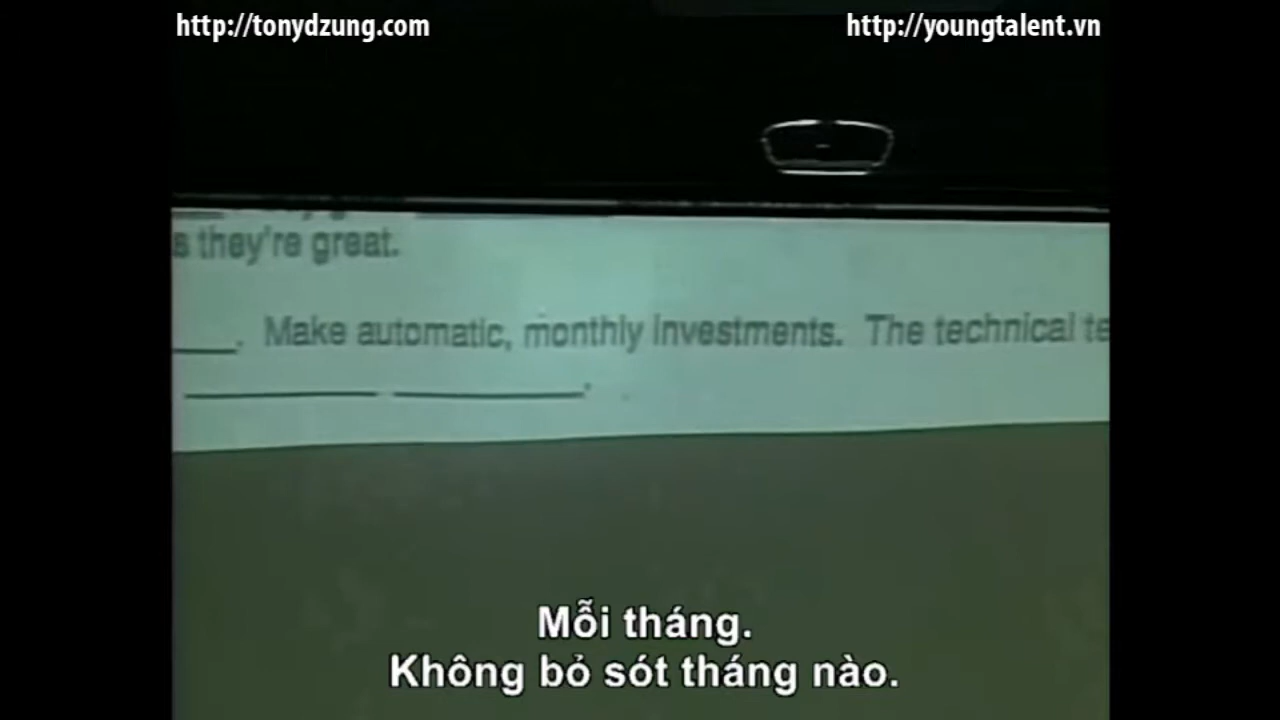 http://tonydzung.com
http://youngtalent.vn
s they're great.
Make automatic, monthly investments. The technical te
Mỗi tháng.
Không bỏ sót tháng nào.